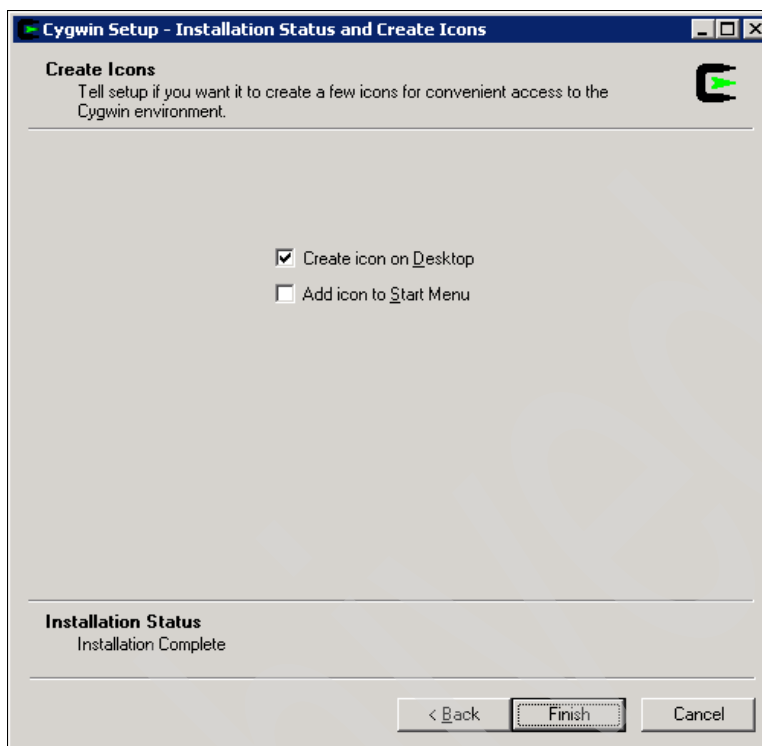 Cygwin Setup - Installation Status and Create Icons
Create Icons
Tell setup if you want it to create a few icons for convenient access to the
Cygwin environment.
Create icon on Desktop
Add icon to Start Menu
Installation Status
Installation Complete
< Back Finish Cancel